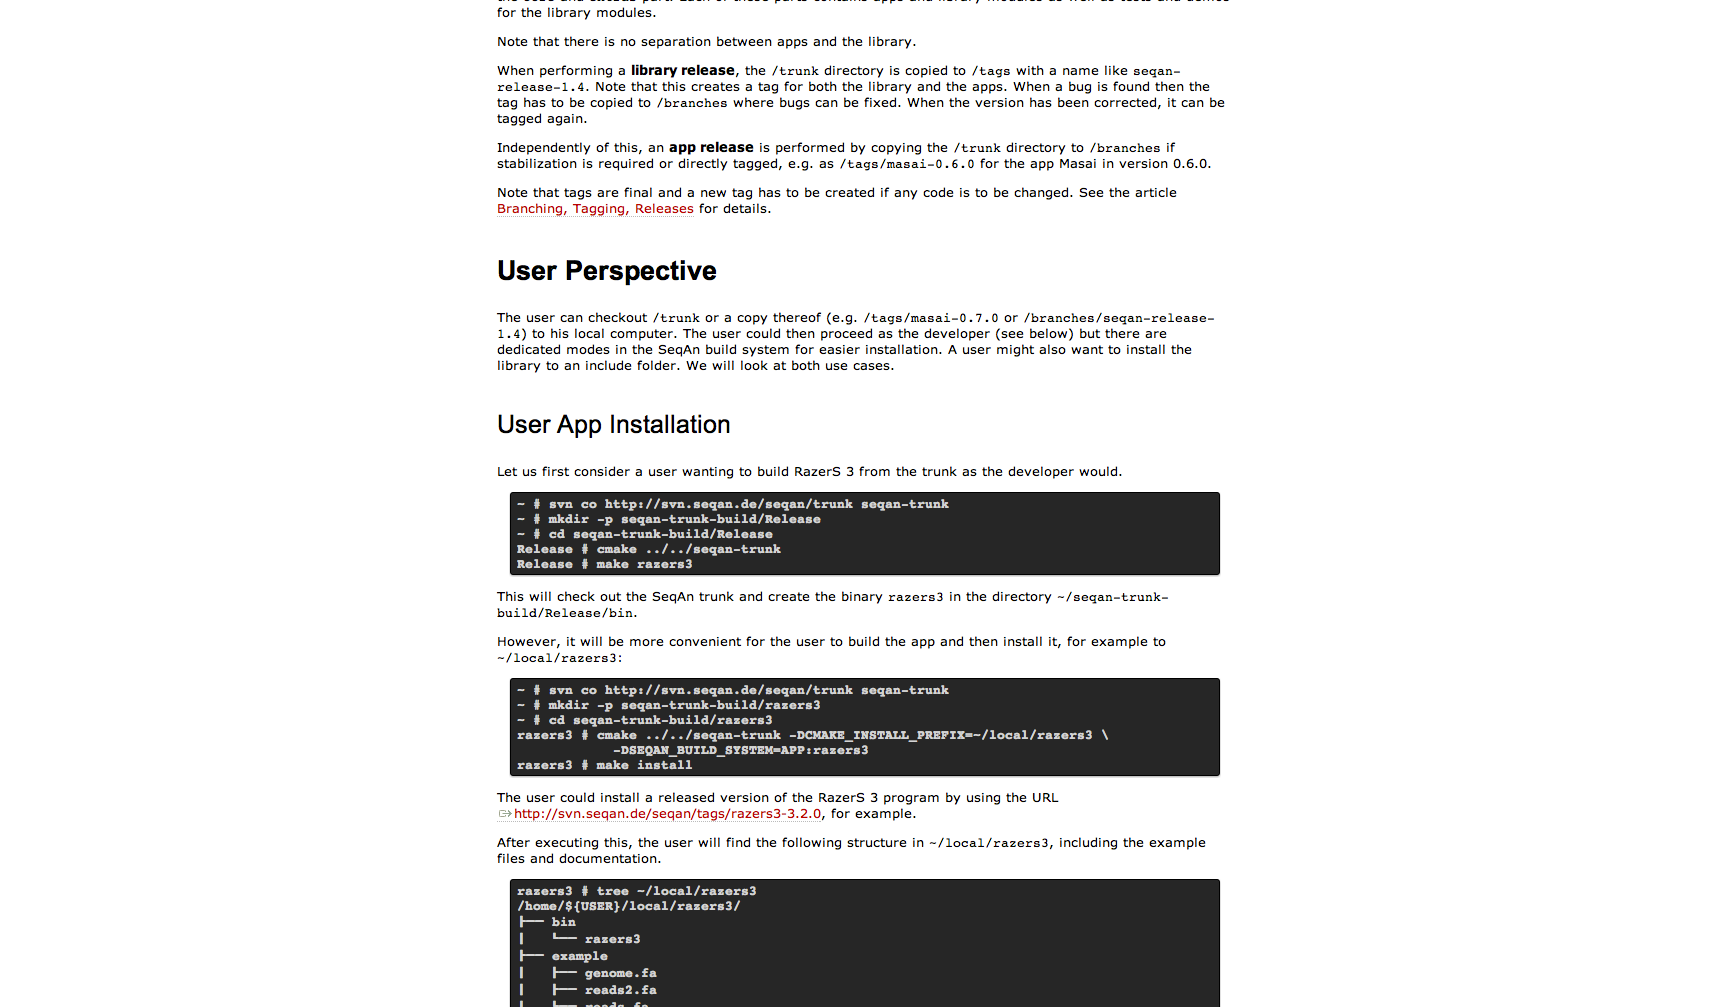 for the library modules.
Note that there is no separation between apps and the library.
When performing a library release, the /trunk directory is copied to /tags with a name like seqan-
release-1.4. Note that this creates a tag for both the library and the apps. When a bug is found then the
tag has to be copied to /branches where bugs can be fixed. When the version has been corrected, it can be
tagged again.
Independently of this, an app release is performed by copying the /trunk directory to /branches if
stabilization is required or directly tagged, e.g. as /tags/masai-0.6.0 for the app Masai in version 0.6.0.
Note that tags are final and a new tag has to be created if any code is to be changed. See the article
Branching, Tagging, Releases for details.
User Perspective
The user can checkout /trunk or a copy thereof (e.g. /tags/masai-0.7.0 or /branches/seqan-release-
1.4) to his local computer. The user could then proceed as the developer (see below) but there are
dedicated modes in the SeqAn build system for easier installation. A user might also want to install the
library to an include folder. We will look at both use cases.
User App Installation
Let us first consider a user wanting to build RazerS 3 from the trunk as the developer would.
~ # svn co http://svn.seqan.de/seqan/trunk seqan-trunk
~ # mkdir -p seqan-trunk-build/Release
~ # cd seqan-trunk-build/Release
Release # cmake ../../seqan-trunk
Release # make razers3
This will check out the SeqAn trunk and create the binary razers3 in the directory ~/seqan-trunk-
build/Release/bin.
However, it will be more convenient for the user to build the app and then install it, for example to
~/local/razers3:
~ # svn co http://svn.seqan.de/seqan/trunk seqan-trunk
~ # mkdir -p seqan-trunk-build/razers3
~ # cd seqan-trunk-build/razers3
razers3 # cmake ../../seqan-trunk -DCMAKE_INSTALL_PREFIX=~/local/razers3 \
-DSEQAN_BUILD_SYSTEM=APP:razers3
razers3 # make install
The user could install a released version of the RazerS 3 program by using the URL
http://svn.seqan.de/seqan/tags/razers3-3.2.0, for example.
After executing this, the user will find the following structure in ~/local/razers3, including the example
files and documentation.
razers3 # tree ~/local/razers3
/home/${USER}/local/razers3/
├── bin
│   └── razers3
├── example
│   ├── genome.fa
│   ├── reads2.fa
│   ├── reads.fa